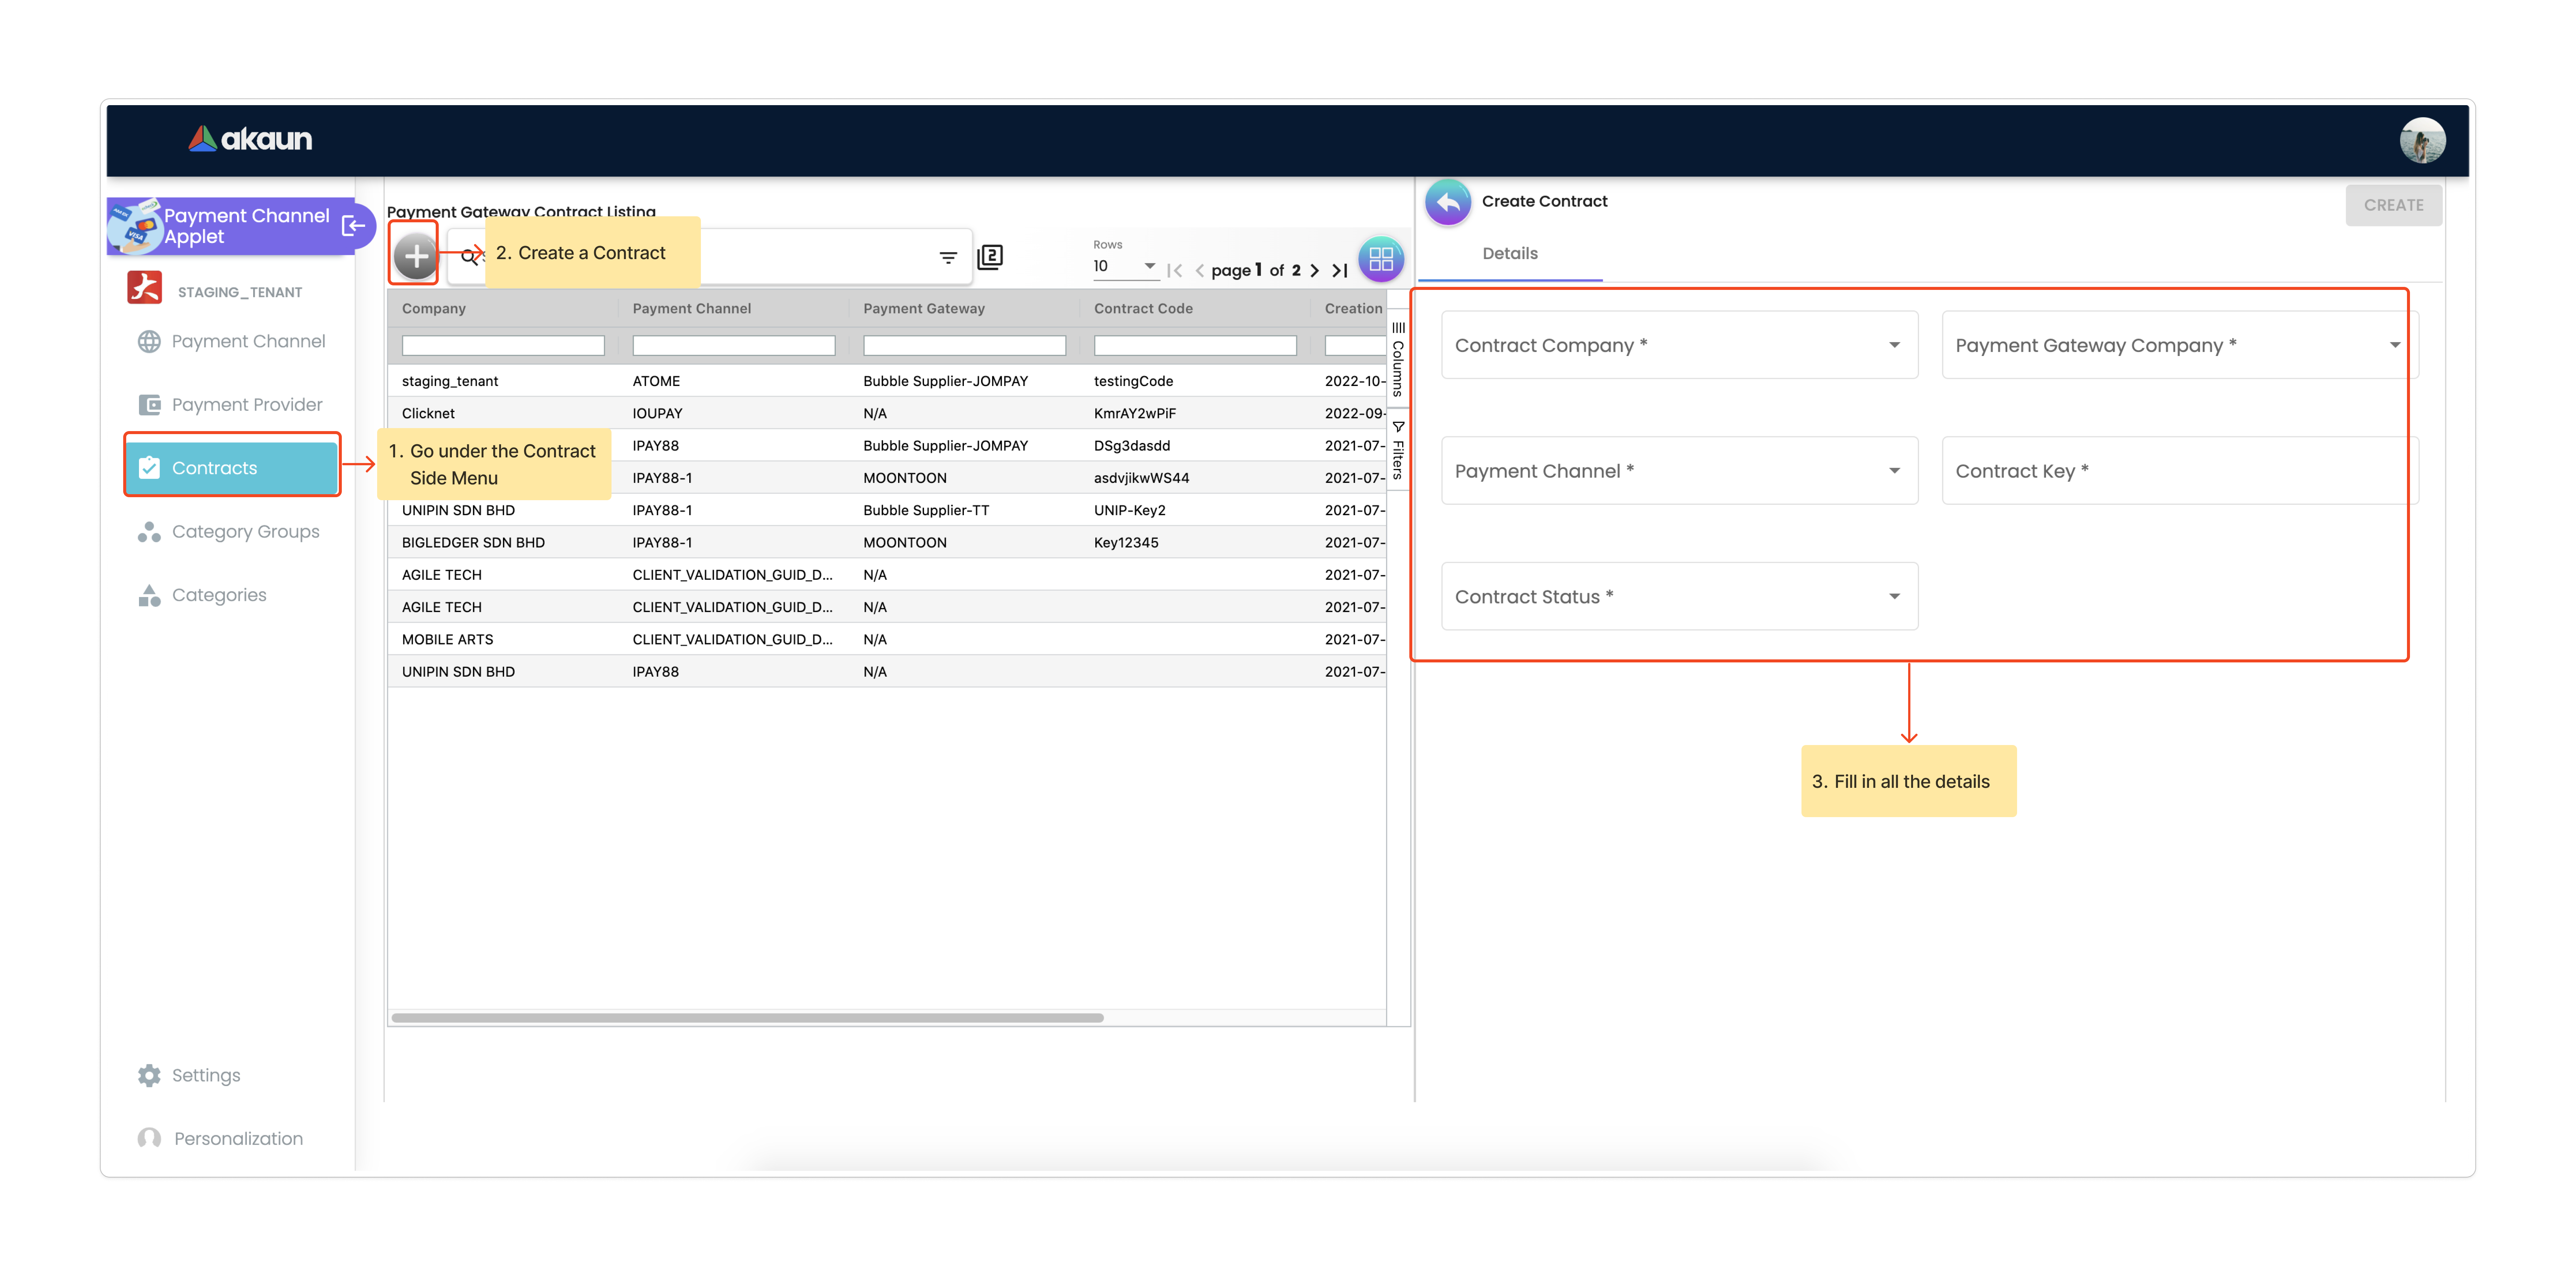 akaun
Payment Channel
Applet
STAGING_TENANT
Payment Channel
Payment Provider
Contracts
Category Groups
Categories
Settings
Personalization
1. Go under the Contract
Side Menu
Payment Gateway Contract Listing
2. Create a Contract
2
Rows
10
page 1 of 2
Company Payment Channel Payment Gateway Contract Code Creation
staging_tenant ATOME Bubble Supplier-JOMPAY testingCode 2022-10-
Clicknet IOUPAY N/A KmrAY2wPiF 2022-09-
IPAY88 Bubble Supplier-JOMPAY DSg3dasdd 2021-07-
IPAY88-1 MOONTOON asdvjikwWS44 2021-07-
UNIPIN SDN BHD IPAY88-1 Bubble Supplier-TT UNIP-Key2 2021-07-
BIGLEDGER SDN BHD IPAY88-1 MOONTOON Key12345 2021-07-
AGILE TECH CLIENT_VALIDATION_GUID_D... N/A 2021-07-
AGILE TECH CLIENT_VALIDATION_GUID_D... N/A 2021-07-
MOBILE ARTS CLIENT_VALIDATION_GUID_D... N/A 2021-07-
UNIPIN SDN BHD IPAY88 N/A 2021-07-
Columns
Filters
Create Contract
CREATE
Details
Contract Company *
Payment Gateway Company *
Payment Channel *
Contract Key *
Contract Status *
3. Fill in all the details